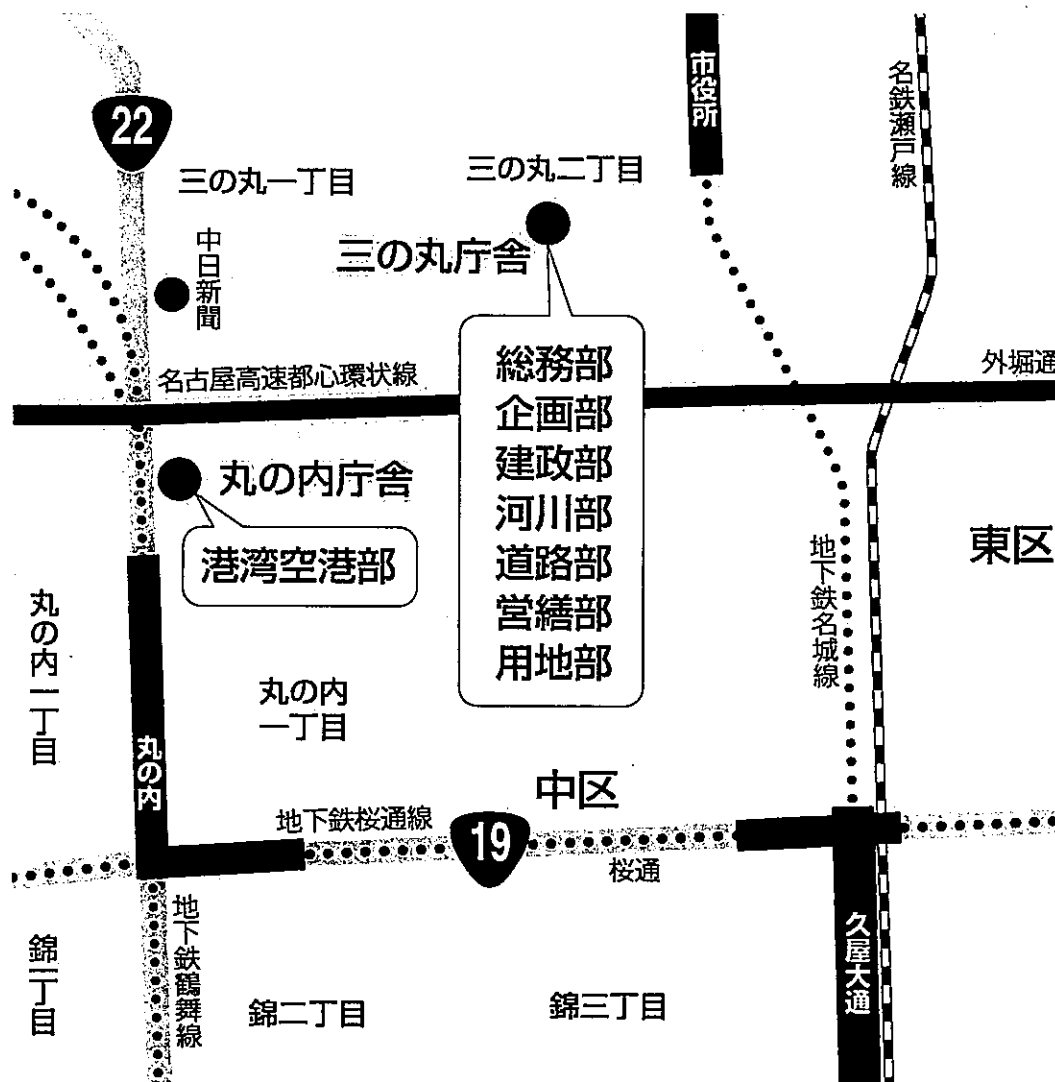 市役所
名鉄瀬戸線
22
三の丸一丁目
三の丸二丁目
三の丸庁舎
中日新聞
総務部
企画部
建政部
河川部
道路部
営繕部
用地部
名古屋高速都心環状線
外堀通
丸の内庁舎
港湾空港部
東区
地下鉄名城線
丸の内一丁目
丸の内
一丁目
丸の内
中区
地下鉄桜通線
19
桜通
久屋大通
地下鉄鶴舞線
錦一丁目
錦二丁目
錦三丁目